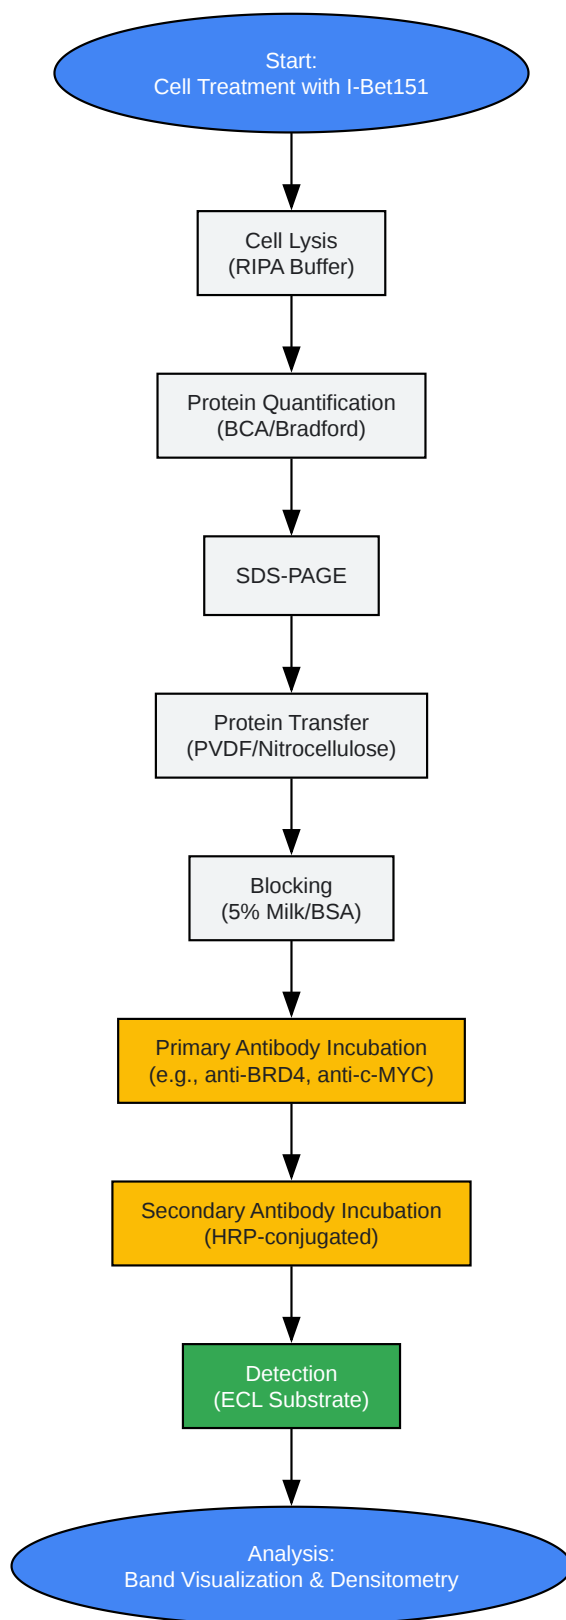 Start:
Cell Treatment with I-Bet151
Cell Lysis
(RIPA Buffer)
Protein Quantification
(BCA/Bradford)
SDS-PAGE
Protein Transfer
(PVDF/Nitrocellulose)
Blocking
(5% Milk/BSA)
Primary Antibody Incubation
(e.g., anti-BRD4, anti-c-MYC)
Secondary Antibody Incubation
(HRP-conjugated)
Detection
(ECL Substrate)
Analysis:
Band Visualization & Densitometry